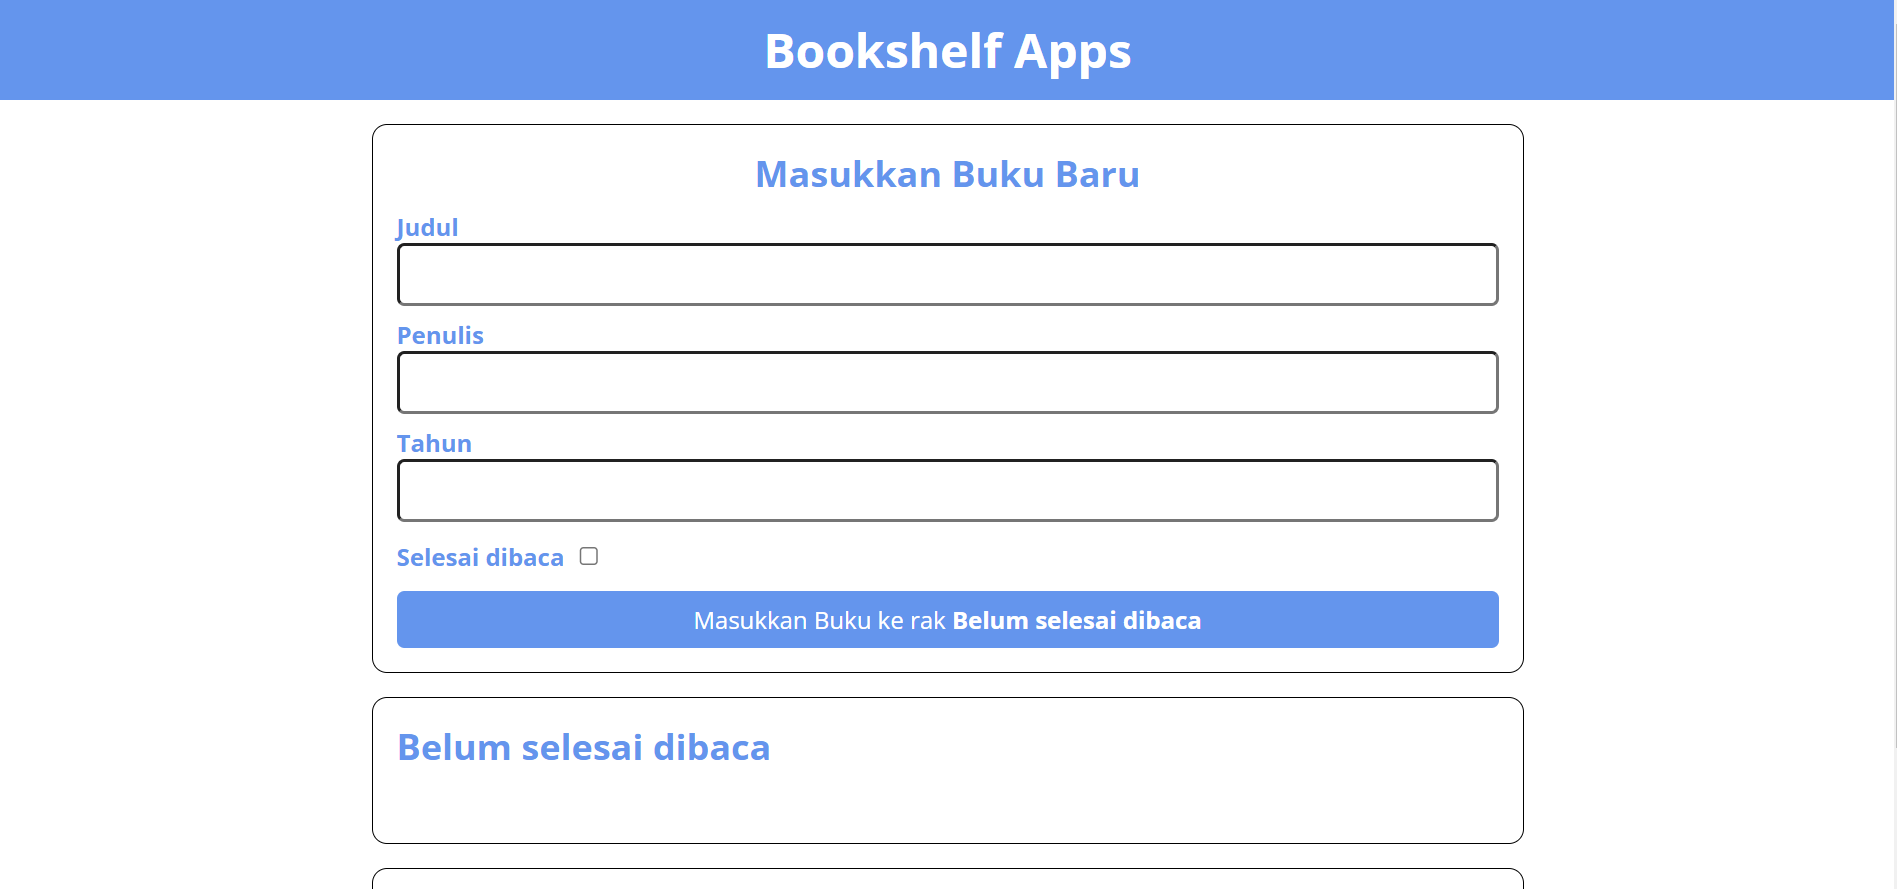 Bookshelf Apps
Masukkan Buku Baru
Judul
Penulis
Tahun
Selesai dibaca
Masukkan Buku ke rak Belum selesai dibaca
Belum selesai dibaca